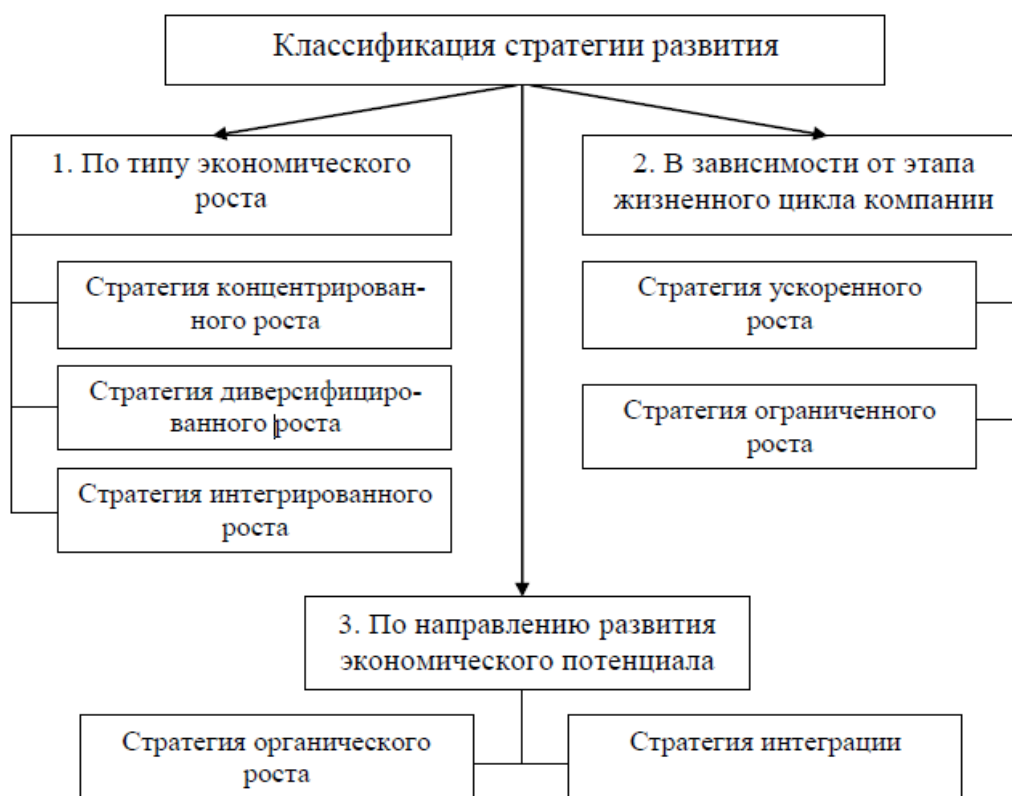 Классификация стратегии развития
1. По типу экономического
роста
Стратегия концентрирован-
ного роста
Стратегия диверсифициро-
ванного роста
Стратегия интегрированного
роста
2. В зависимости от этапа
жизненного цикла компании
Стратегия ускоренного
роста
Стратегия ограниченного
роста
3. По направлению развития
экономического потенциала
Стратегия органического
роста
Стратегия интеграции